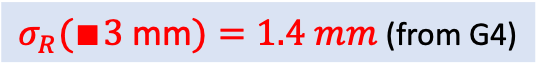 σ_R(■3 mm) = 1.4 mm (from G4)